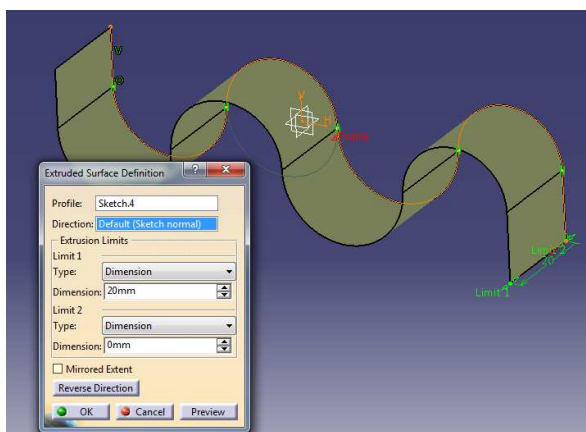 V
V
H
Limit 2
20
Limit 1
Extruded Surface Definition
?
Profile: Sketch.4
Direction: Default (Sketch normal)
Extrusion Limits
Limit 1
Type: Dimension
Dimension: 20mm
Limit 2
Type: Dimension
Dimension: 0mm
Mirrored Extent
Reverse Direction
OK Cancel Preview